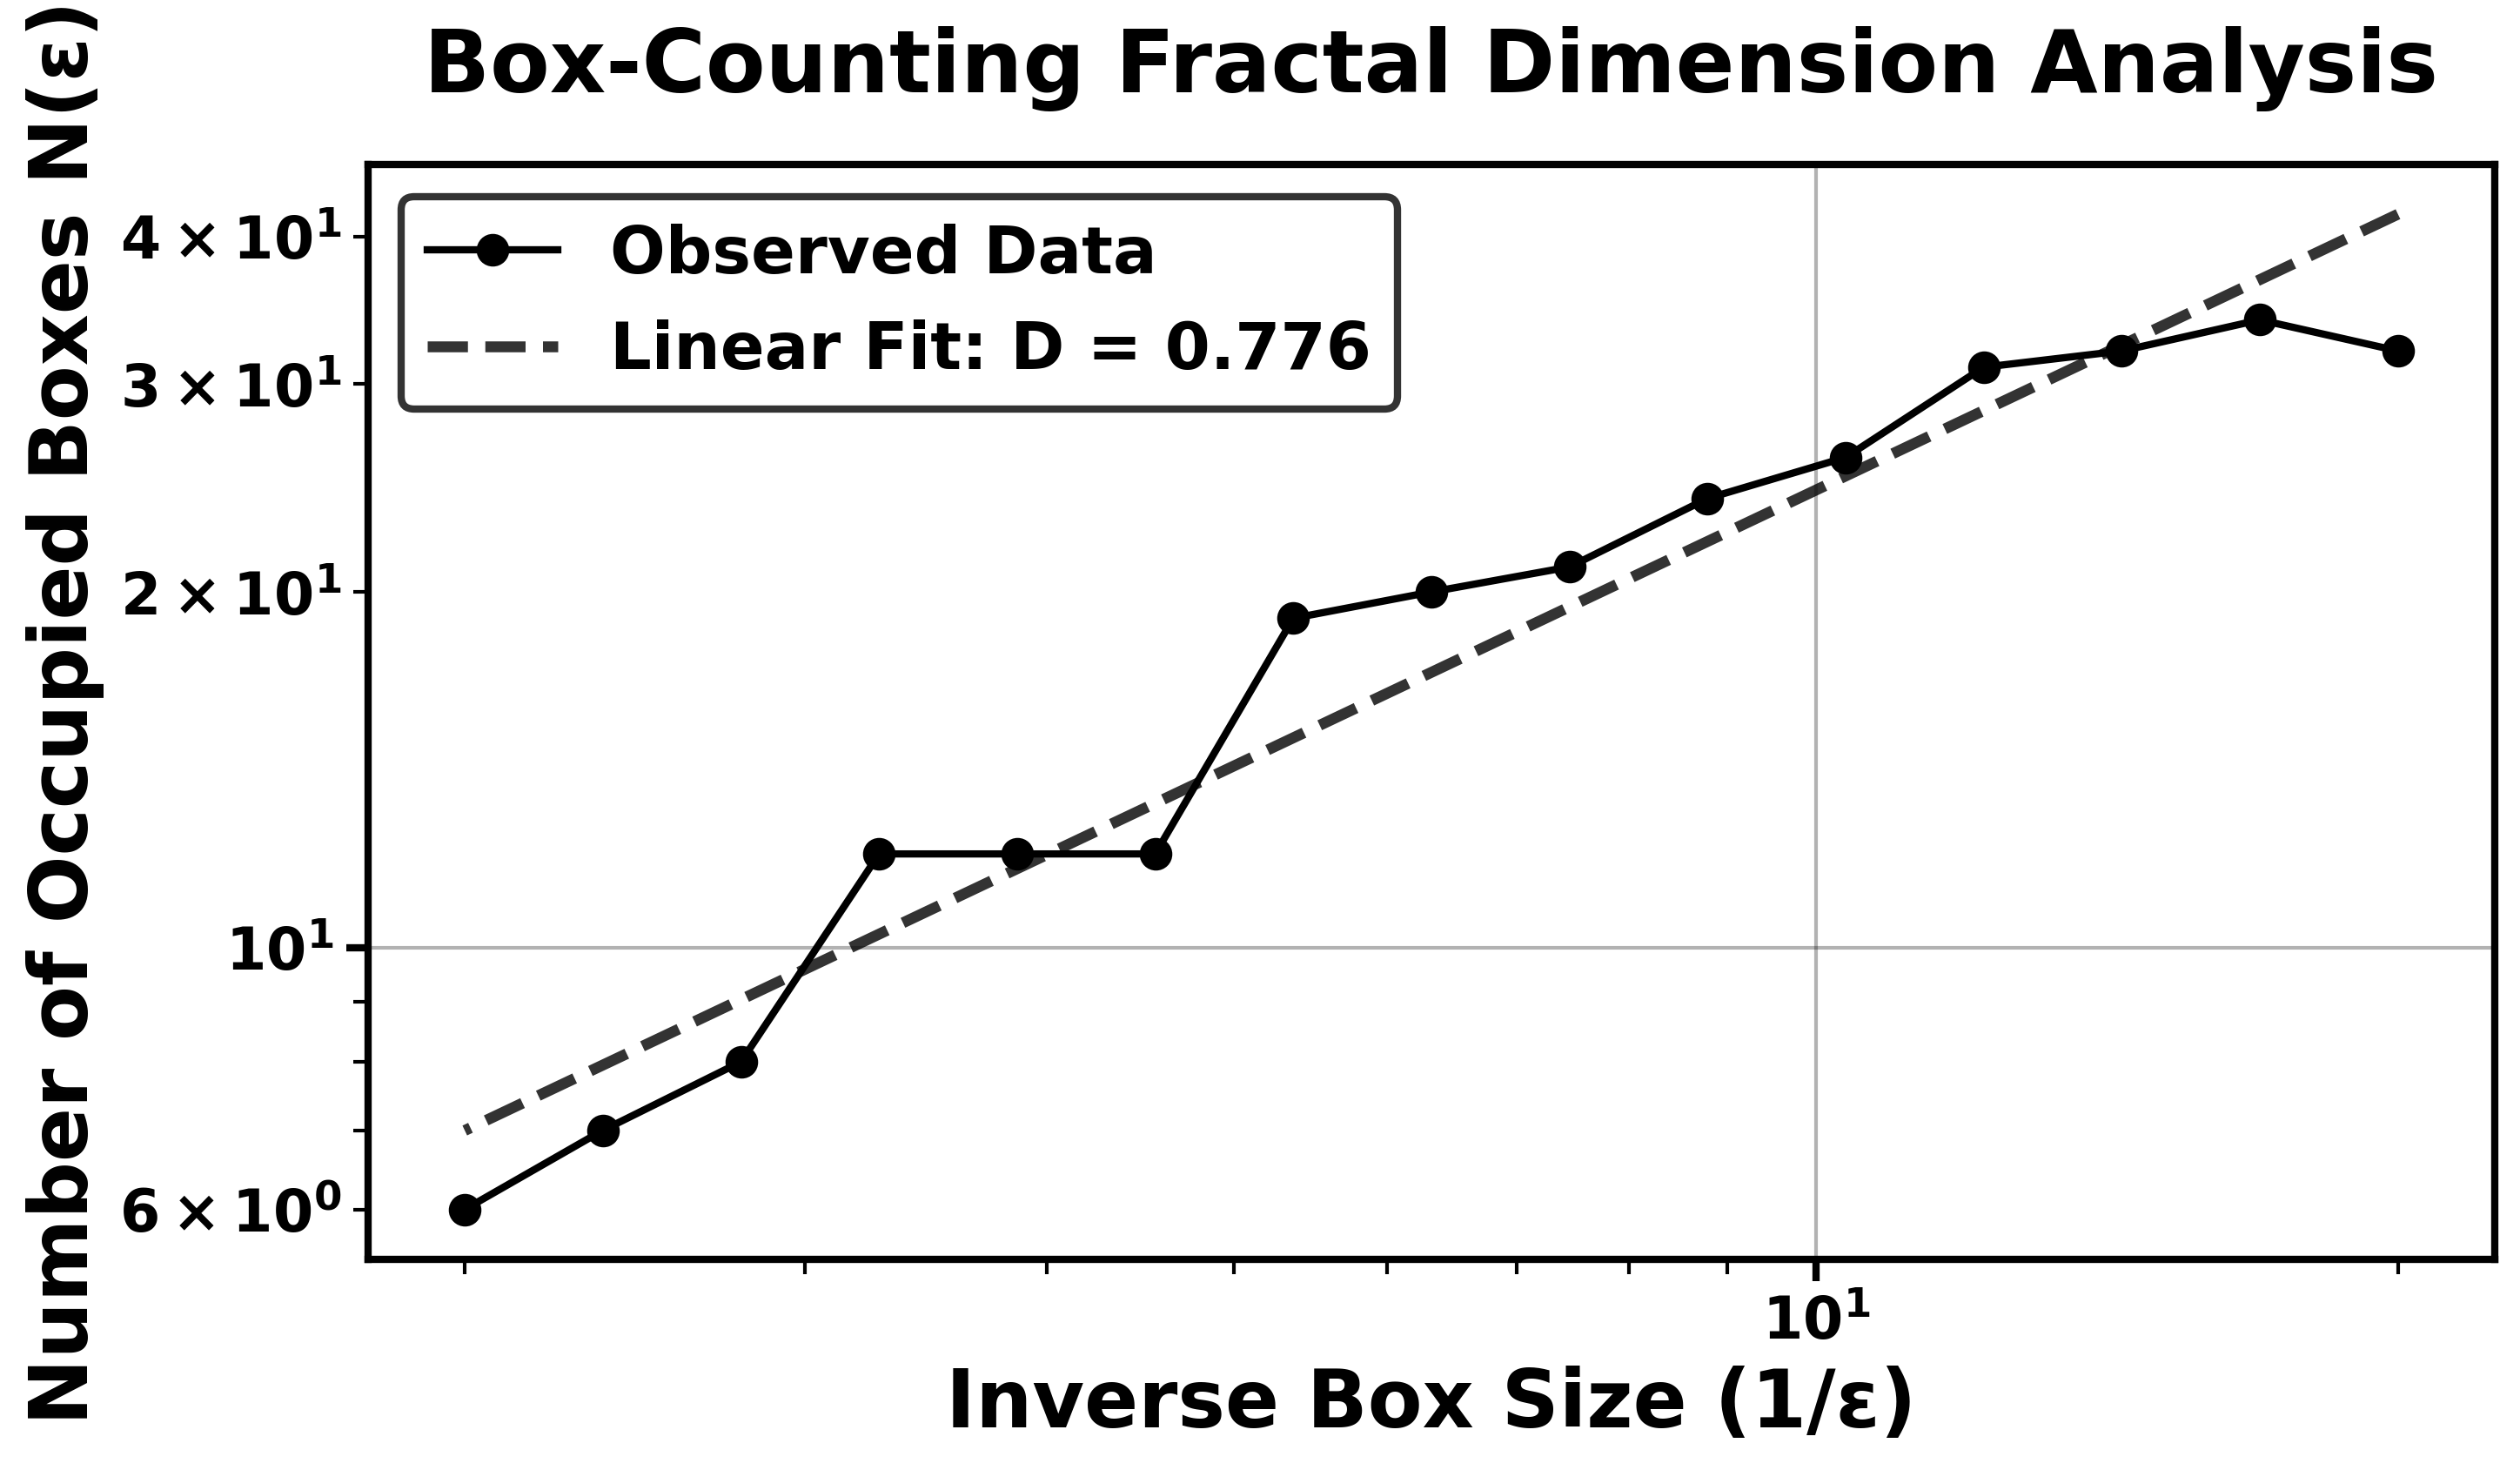 Box-Counting Fractal Dimension Analysis
Number of Occupied Boxes N(ε)
4 × 10¹
3 × 10¹
2 × 10¹
10¹
6 × 10⁰
Observed Data
Linear Fit: D = 0.776
10¹
Inverse Box Size (1/ε)